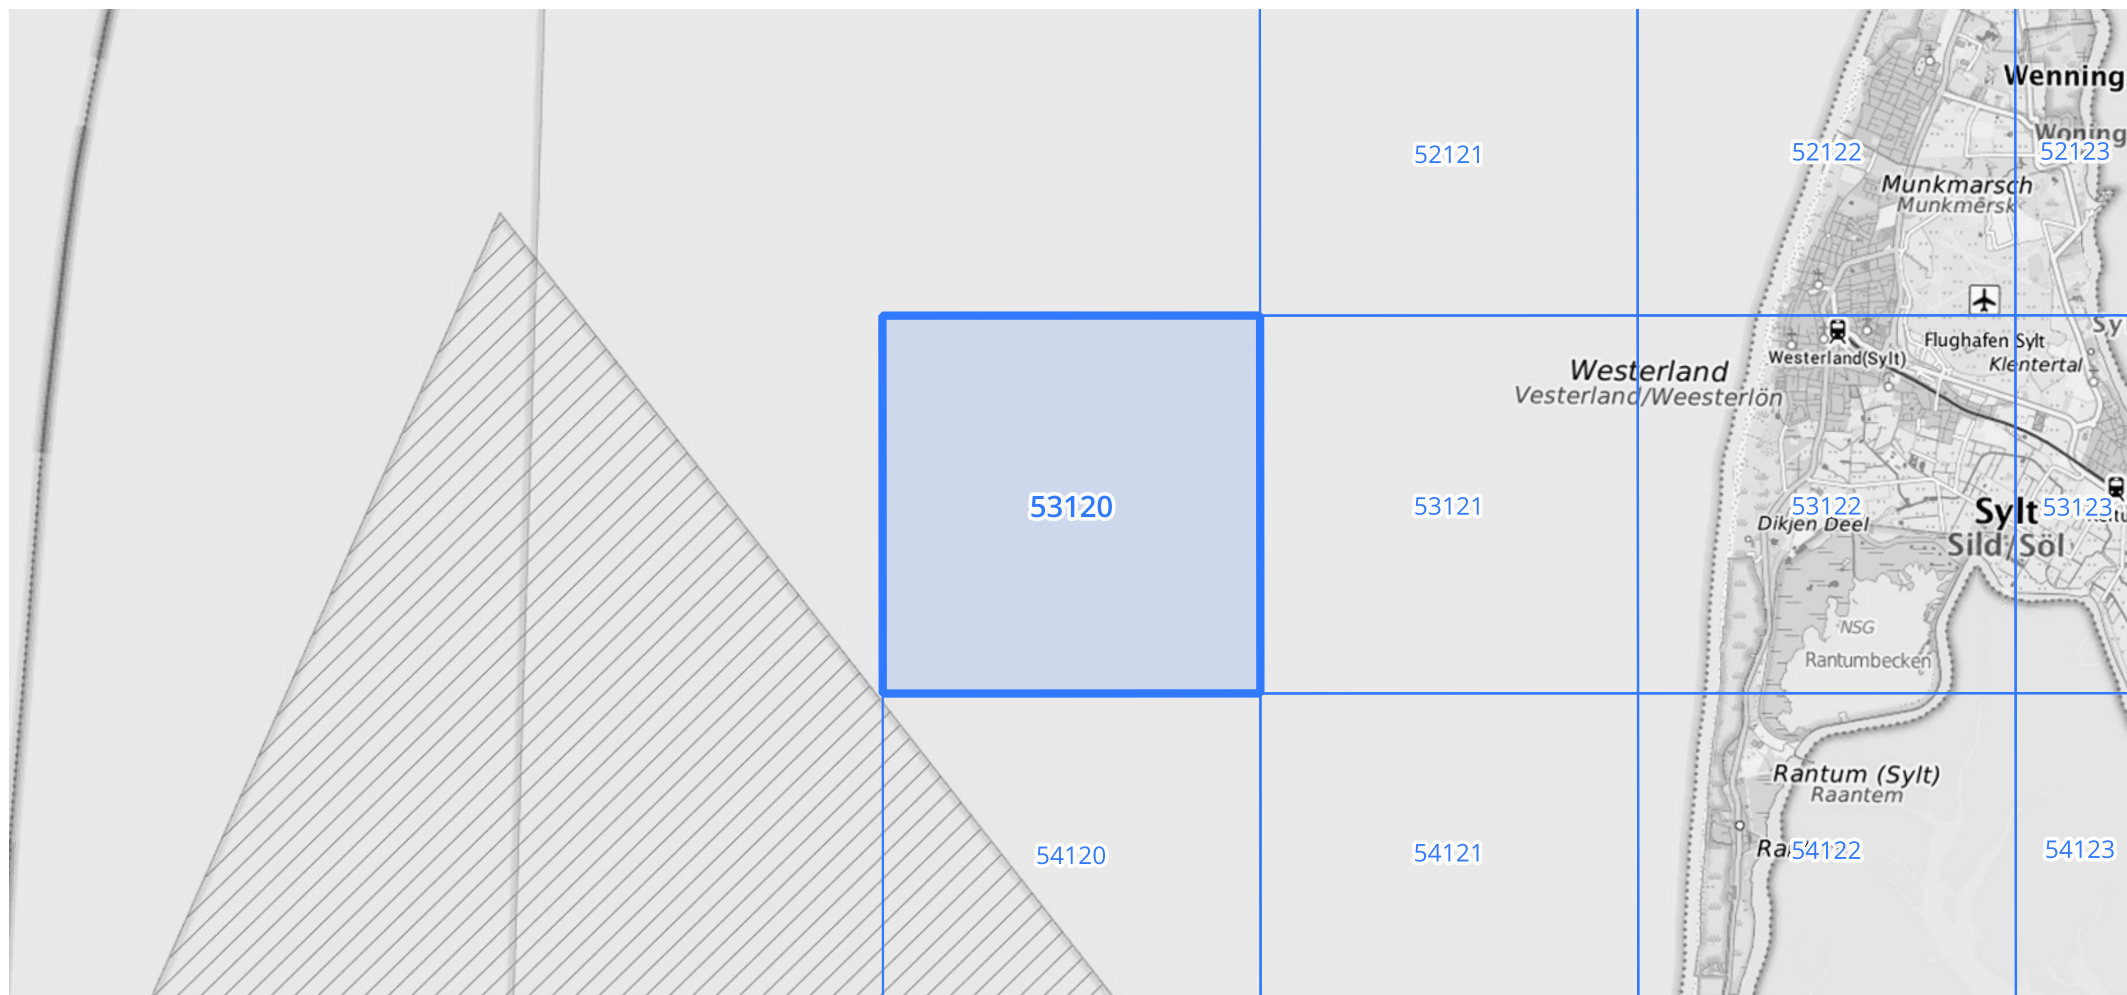 Wenning
Woning
52121
52122
52123
Munkmarsch
Munkmērsk
Sy
Flughafen Sylt
Westerland(Sylt)
Klentertal
Westerland
Vesterland/Weesterlön
53120
53121
53122
53123
Sylt
Dikjen Deel
Sild/Söl
NSG
Rantumbecken
Rantum (Sylt)
Raantem
54120
54121
54122
54123